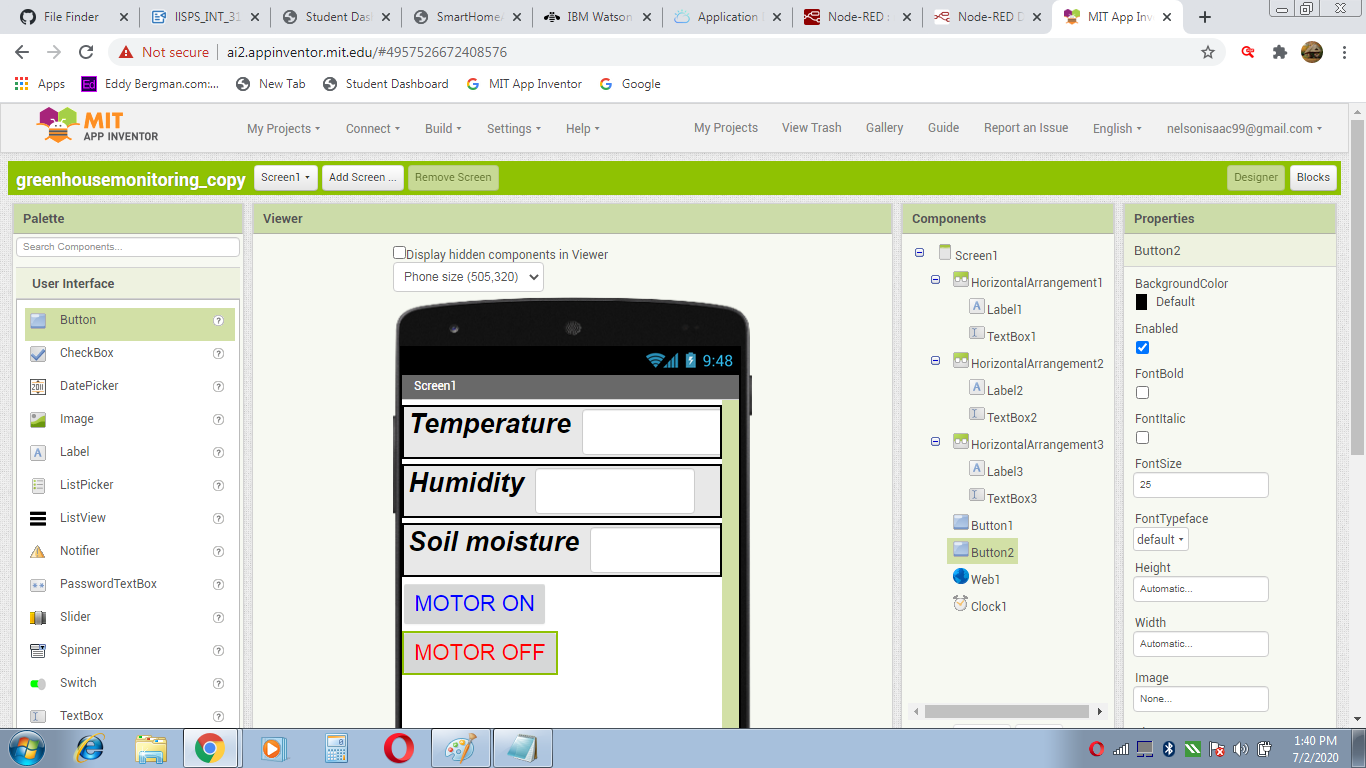 File Finder
IISPS_INT_31
Student Das
SmartHomeA
IBM Watson
Application
Node-RED :
Node-RED D
MIT App Inv
Not secure
ai2.appinventor.mit.edu/#4957526672408576
Apps
Eddy Bergman.com:...
New Tab
Student Dashboard
MIT App Inventor
Google
MIT
APP INVENTOR
My Projects
Connect
Build
Settings
Help
My Projects
View Trash
Gallery
Guide
Report an Issue
English
nelsonisaac99@gmail.com
greenhousemonitoring_copy
Screen1
Add Screen ...
Remove Screen
Designer
Blocks
Palette
Search Components...
User Interface
Button
CheckBox
DatePicker
Image
Label
ListPicker
ListView
Notifier
PasswordTextBox
Slider
Spinner
Switch
TextBox
Viewer
Display hidden components in Viewer
Phone size (505,320)
9:48
Screen1
Temperature
Humidity
Soil moisture
MOTOR ON
MOTOR OFF
Components
Screen1
HorizontalArrangement1
Label1
TextBox1
HorizontalArrangement2
Label2
TextBox2
HorizontalArrangement3
Label3
TextBox3
Button1
Button2
Web1
Clock1
Properties
Button2
BackgroundColor
Default
Enabled
FontBold
FontItalic
FontSize
25
FontTypeface
default
Height
Automatic...
Width
Automatic...
Image
None...
1:40 PM
7/2/2020